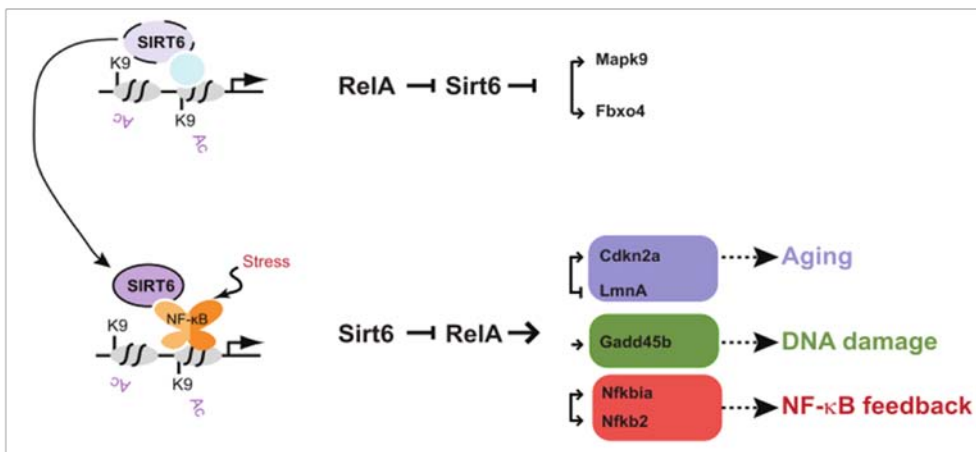 SIRT6
K9
K9
Ac
Ac
RelA Sirt6
Mapk9
Fbxo4
Stress
SIRT6
NF-κB
K9
K9
Ac
Ac
Sirt6 RelA
Cdkn2a
LmnA
Aging
Gadd45b
DNA damage
Nfkbia
Nfkb2
NF-κB feedback